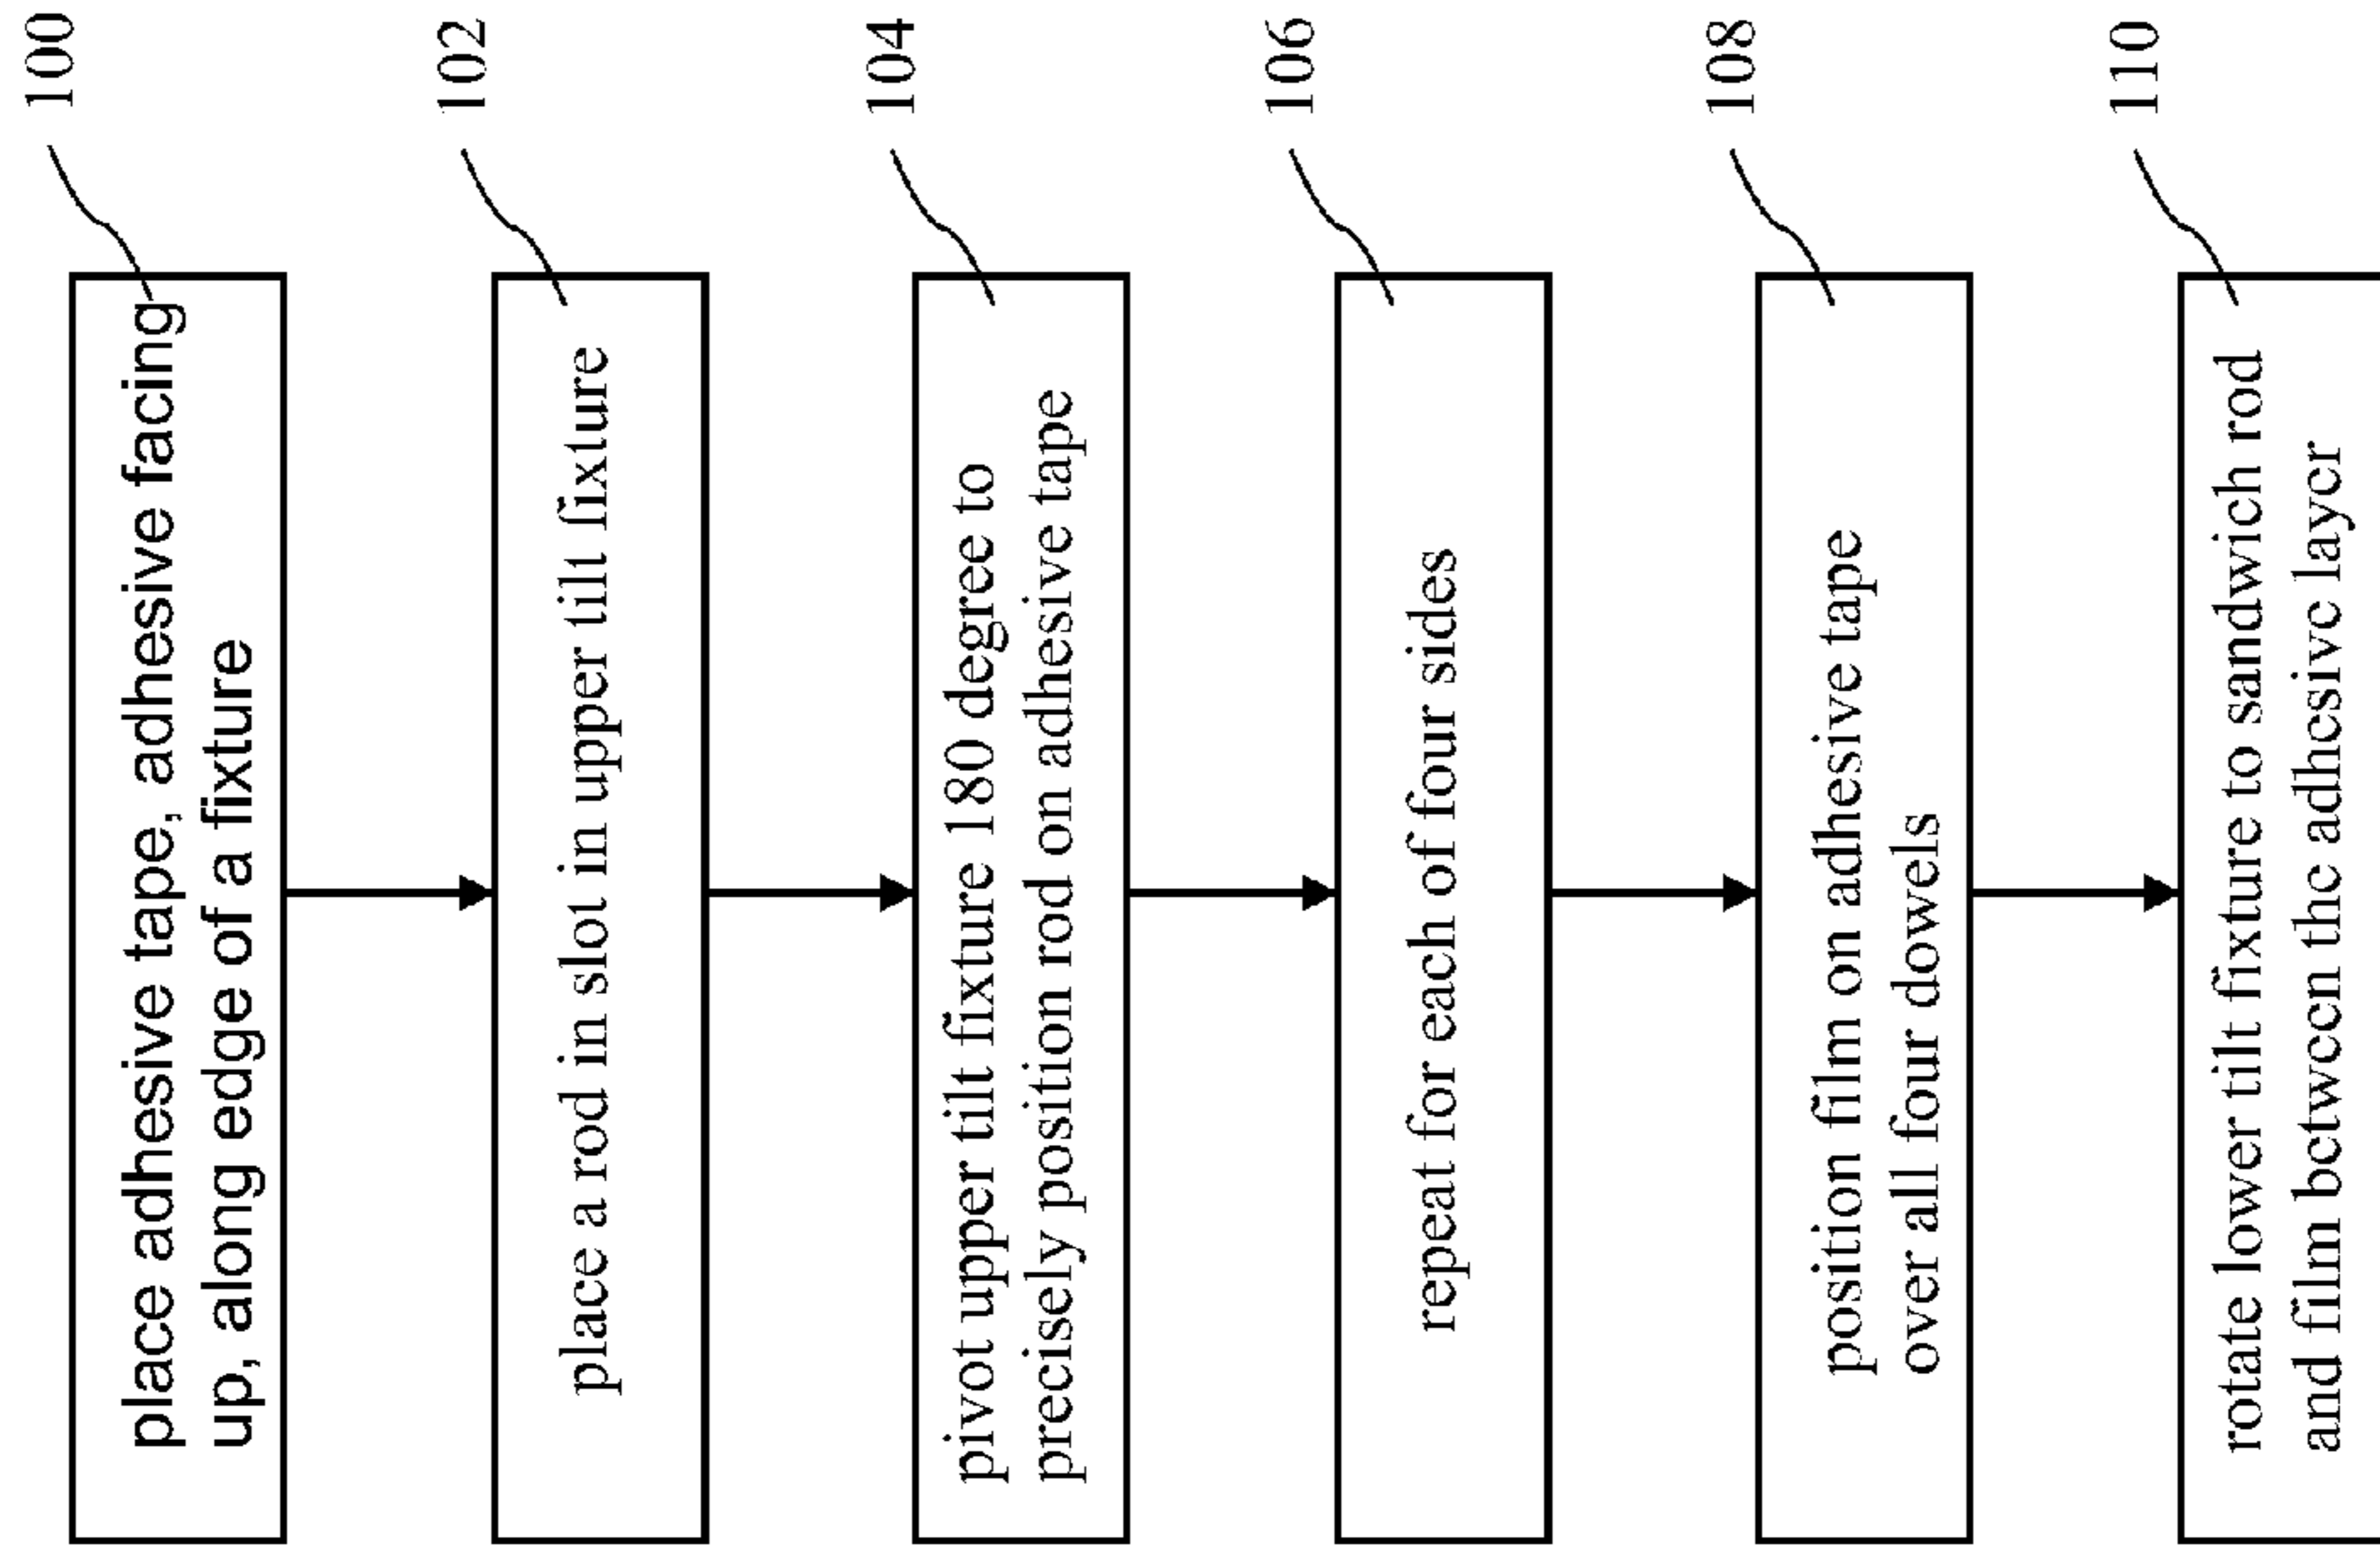 100
place adhesive tape, adhesive facing
up, along edge of a fixture
102
place a rod in slot in upper tilt fixture
104
pivot upper tilt fixture 180 degree to
precisely position rod on adhesive tape
106
repeat for each of four sides
108
position film on adhesive tape
over all four dowels
110
rotate lower tilt fixture to sandwich rod
and film between the adhesive layer